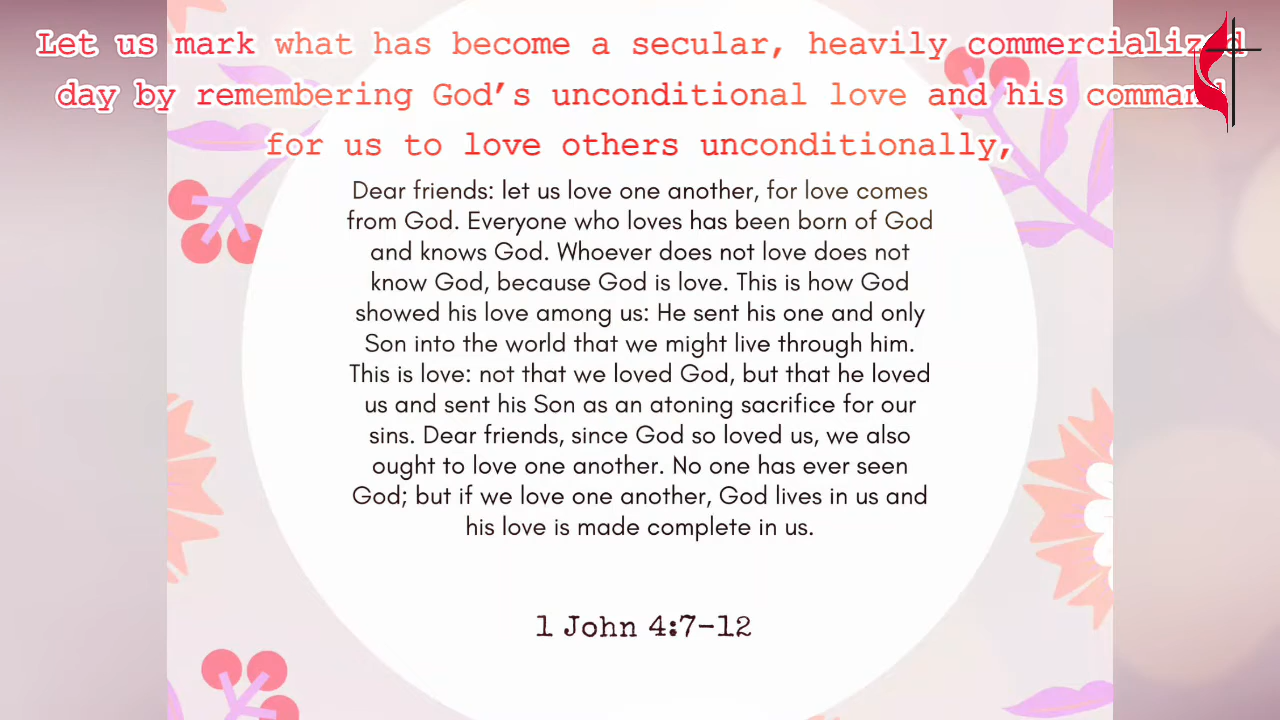 Let us mark what has become a secular, heavily commercialized
day by remembering God's unconditional love and his command
for us to love others unconditionally,
Dear friends: let us love one another, for love comes
from God. Everyone who loves has been born of God
and knows God. Whoever does not love does not
know God, because God is love. This is how God
showed his love among us: He sent his one and only
Son into the world that we might live through him.
This is love: not that we loved God, but that he loved
us and sent his Son as an atoning sacrifice for our
sins. Dear friends, since God so loved us, we also
ought to love one another. No one has ever seen
God; but if we love one another, God lives in us and
his love is made complete in us.
1 John 4:7-12